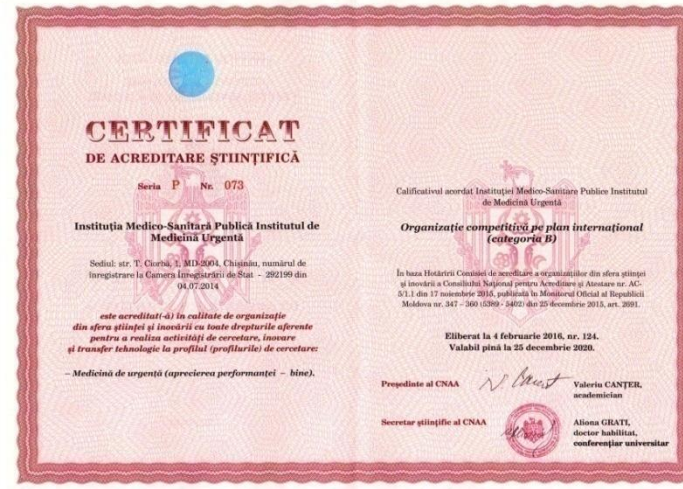 CERTIFICAT
DE ACREDITARE ŞTIINŢIFICĂ
Seria P Nr. 073
Instituţia Medico-Sanitară Publică Institutul de
Medicină Urgentă
Sediul: str. T. Ciorbă, 1, MD-2004, Chişinău, numărul de
înregistrare la Camera Înregistrării de Stat – 292199 din
04.07.2014
este acreditat(-ă) în calitate de organizaţie
din sfera ştiinţei şi inovării cu toate drepturile aferente
pentru a realiza activităţi de cercetare, inovare
şi transfer tehnologic la profilul (profilurile) de cercetare:
– Medicină de urgenţă (aprecierea performanţei – bine).
Calificativul acordat Instituţiei Medico-Sanitare Publice Institutul
de Medicină Urgentă
Organizaţie competitivă pe plan internaţional
(categoria B)
În baza Hotărîrii Comisiei de acreditare a organizaţiilor din sfera ştiinţei
şi inovării a Consiliului Naţional pentru Acreditare şi Atestare nr. AC-
5/1.1 din 17 noiembrie 2015, publicată în Monitorul Oficial al Republicii
Moldova nr. 347 – 360 (5389 - 5402) din 25 decembrie 2015, art. 2691.
Eliberat la 4 februarie 2016, nr. 124.
Valabil pînă la 25 decembrie 2020.
Preşedinte al CNAA
Valeriu CANŢER,
academician
Secretar ştiinţific al CNAA
Aliona GRATI,
doctor habilitat,
conferenţiar universitar